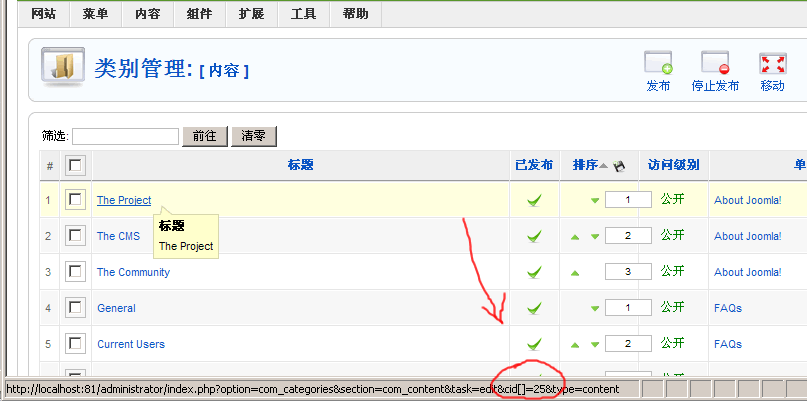 网站 菜单 内容 组件 扩展 工具 帮助
类别管理: [ 内容 ]
发布 停止发布 移动
筛选: 前往 清零
# 标题 已发布 排序 访问级别 单
1 The Project 1 公开 About Joomla!
标题
The Project
2 The CMS 2 公开 About Joomla!
3 The Community 3 公开 About Joomla!
4 General 1 公开 FAQs
5 Current Users 2 公开 FAQs
http://localhost:81/administrator/index.php?option=com_categories&section=com_content&task=edit&cid[]=25&type=content